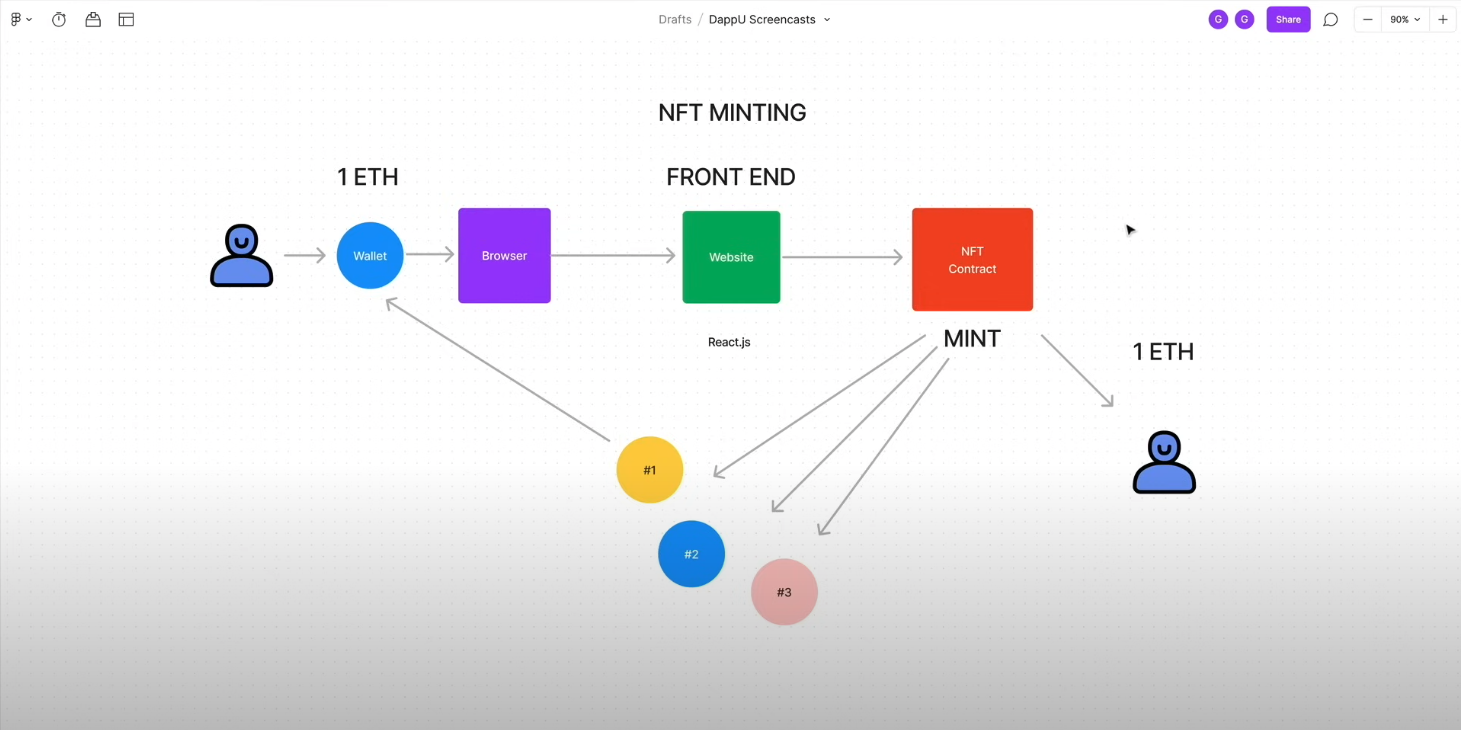 Drafts / DappU Screencasts
G G Share 90%
NFT MINTING
1 ETH
FRONT END
Wallet
Browser
Website
NFT
Contract
React.js
MINT
1 ETH
#1
#2
#3